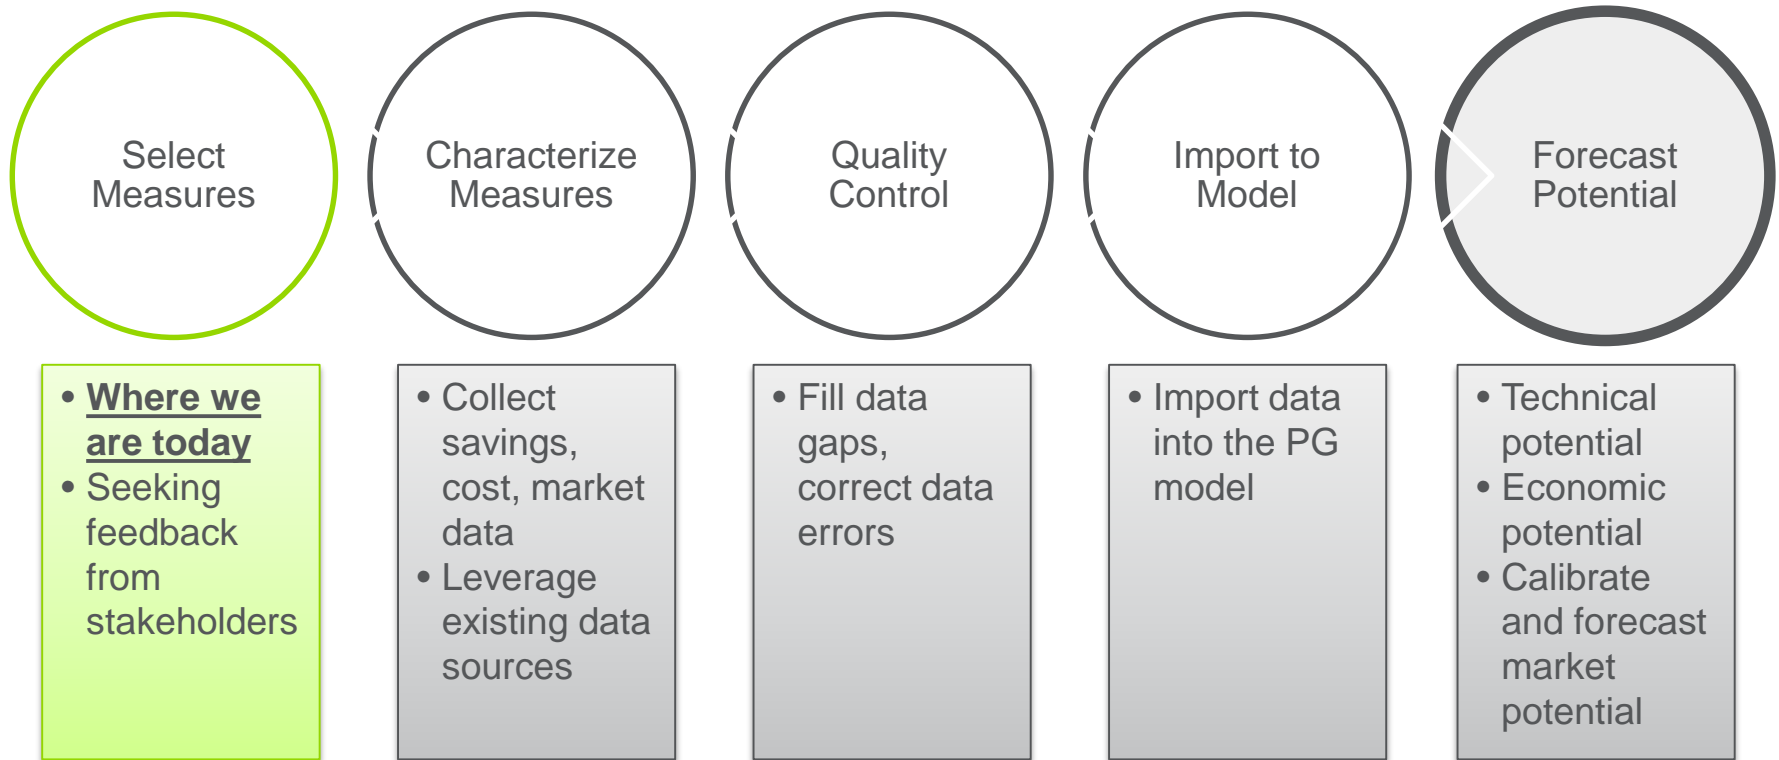 Select
Measures
Characterize
Measures
Quality
Control
Import to
Model
Forecast
Potential
• Where we
are today
• Seeking
feedback
from
stakeholders
• Collect
savings,
cost, market
data
• Leverage
existing data
sources
• Fill data
gaps,
correct data
errors
• Import data
into the PG
model
• Technical
potential
• Economic
potential
• Calibrate
and forecast
market
potential